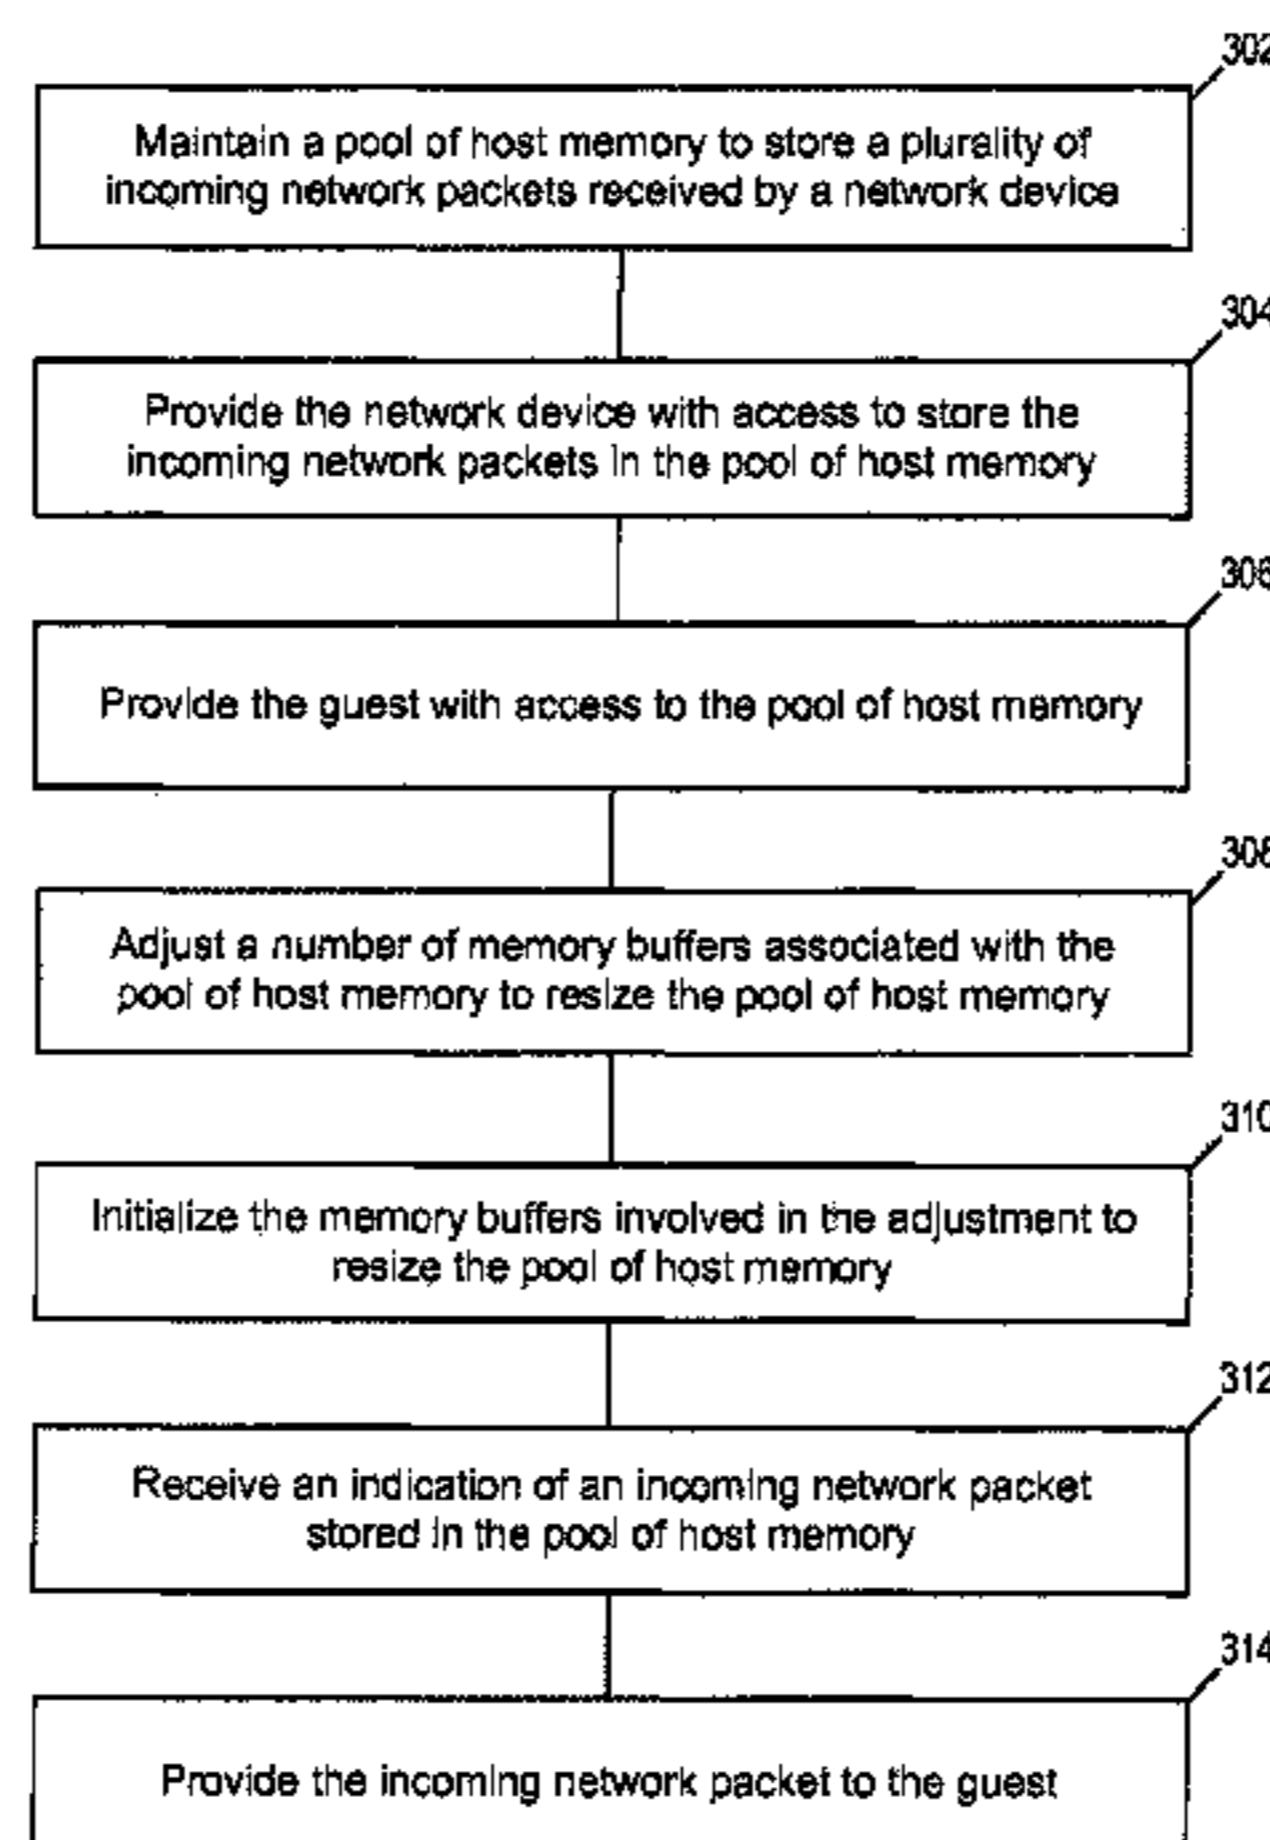 302
Maintain a pool of host memory to store a plurality of
incoming network packets received by a network device
304
Provide the network device with access to store the
incoming network packets in the pool of host memory
306
Provide the guest with access to the pool of host memory
308
Adjust a number of memory buffers associated with the
pool of host memory to resize the pool of host memory
310
Initialize the memory buffers involved in the adjustment to
resize the pool of host memory
312
Receive an indication of an incoming network packet
stored in the pool of host memory
314
Provide the incoming network packet to the guest